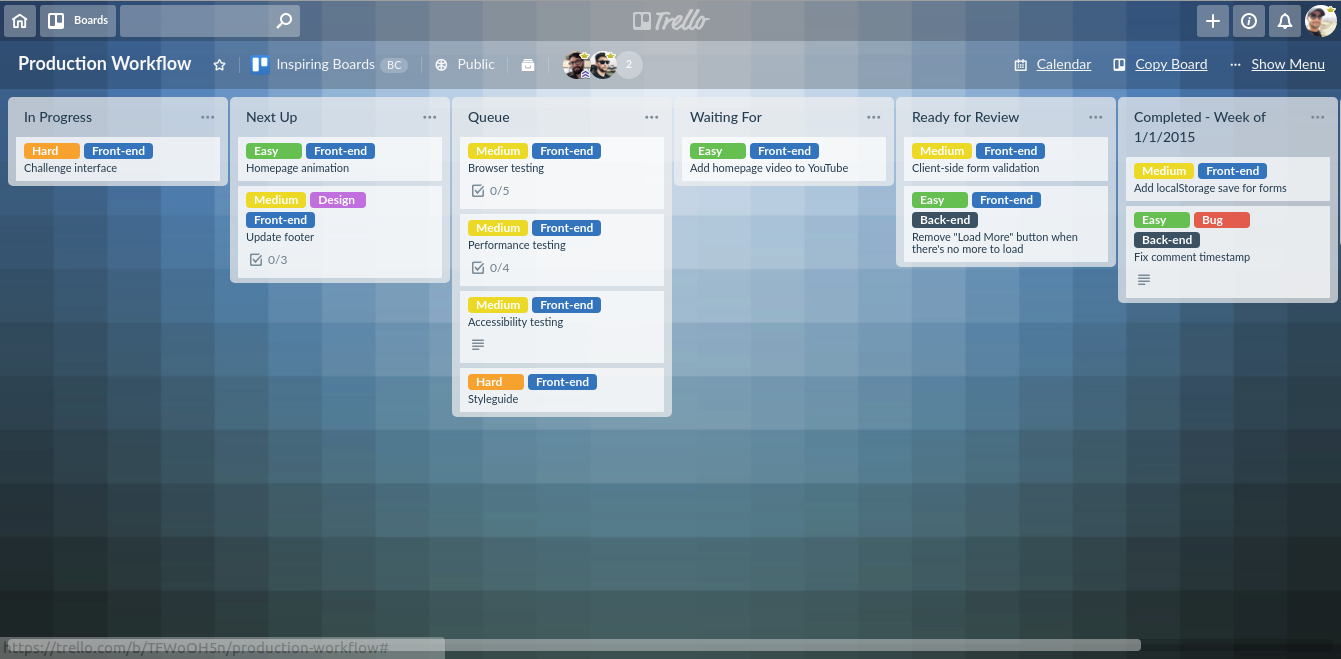 Boards
Trello
Production Workflow
Inspiring Boards BC
Public
2
Calendar
Copy Board
... Show Menu
In Progress
Hard Front-end
Challenge interface
Next Up
Easy Front-end
Homepage animation
Medium Design
Front-end
Update footer
0/3
Queue
Medium Front-end
Browser testing
0/5
Medium Front-end
Performance testing
0/4
Medium Front-end
Accessibility testing
Hard Front-end
Styleguide
Waiting For
Easy Front-end
Add homepage video to YouTube
Ready for Review
Medium Front-end
Client-side form validation
Easy Front-end
Back-end
Remove "Load More" button when
there's no more to load
Completed - Week of
1/1/2015
Medium Front-end
Add localStorage save for forms
Easy Bug
Back-end
Fix comment timestamp
https://trello.com/b/TFWoOH5n/production-workflow#